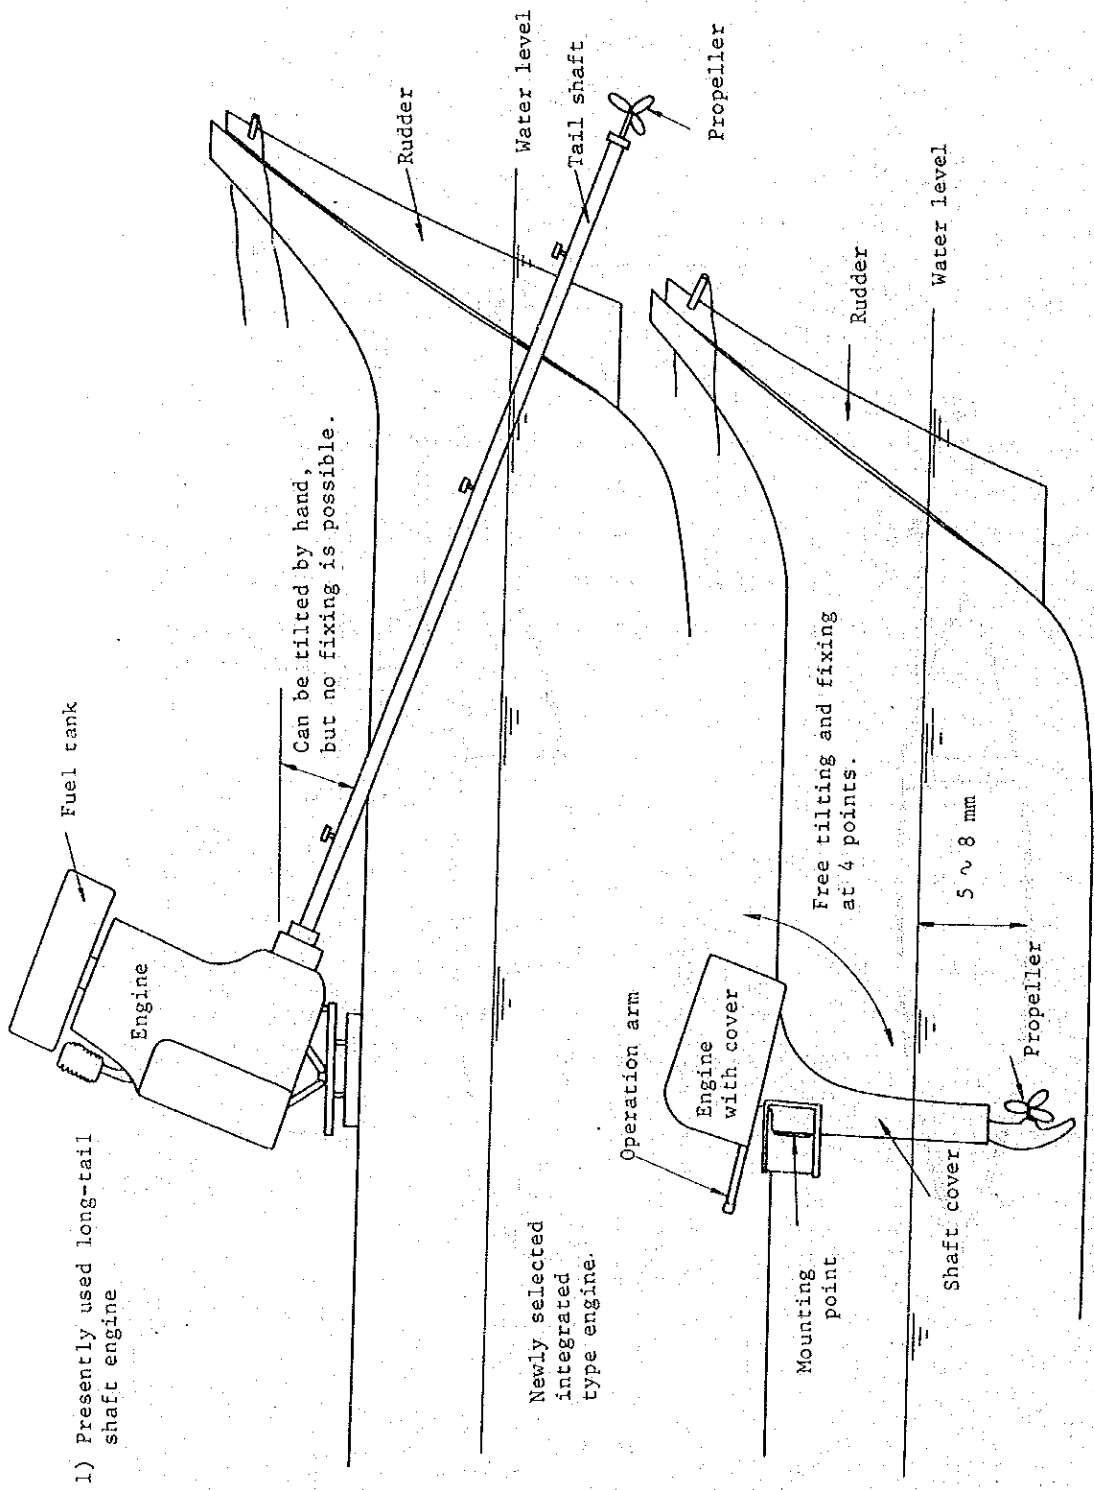 1) Presently used long-tail
shaft engine
Fuel tank
Engine
Can be tilted by hand,
but no fixing is possible.
Rudder
Water level
Tail shaft
Propeller
Newly selected
integrated
type engine.
Operation arm
Engine
with cover
Free tilting and fixing
at 4 points.
Rudder
Water level
5 ~ 8 mm
Mounting
point
Shaft cover
Propeller